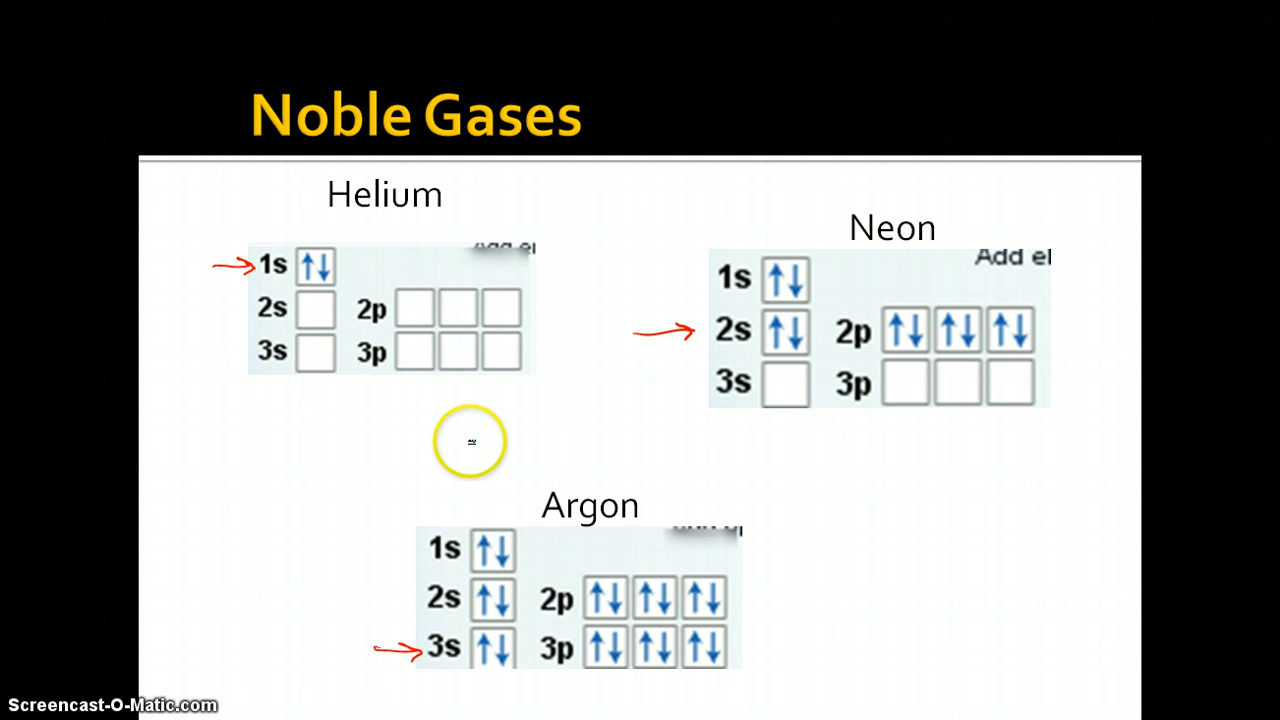 Noble Gases
Helium
1s ↑↓
2s 2p
3s 3p
Neon
Add el
1s ↑↓
2s ↑↓ 2p ↑↓ ↑↓ ↑↓
3s 3p
Argon
1s ↑↓
2s ↑↓ 2p ↑↓ ↑↓ ↑↓
3s ↑↓ 3p ↑↓ ↑↓ ↑↓
Screencast-O-Matic.com